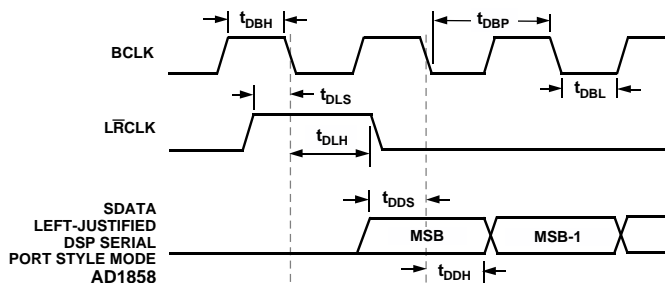 tDBH
tDBP
BCLK
tDBL
tDLS
LRCLK
tDLH
SDATA
LEFT-JUSTIFIED
DSP SERIAL
PORT STYLE MODE
AD1858
tDDS
MSB
MSB-1
tDDH